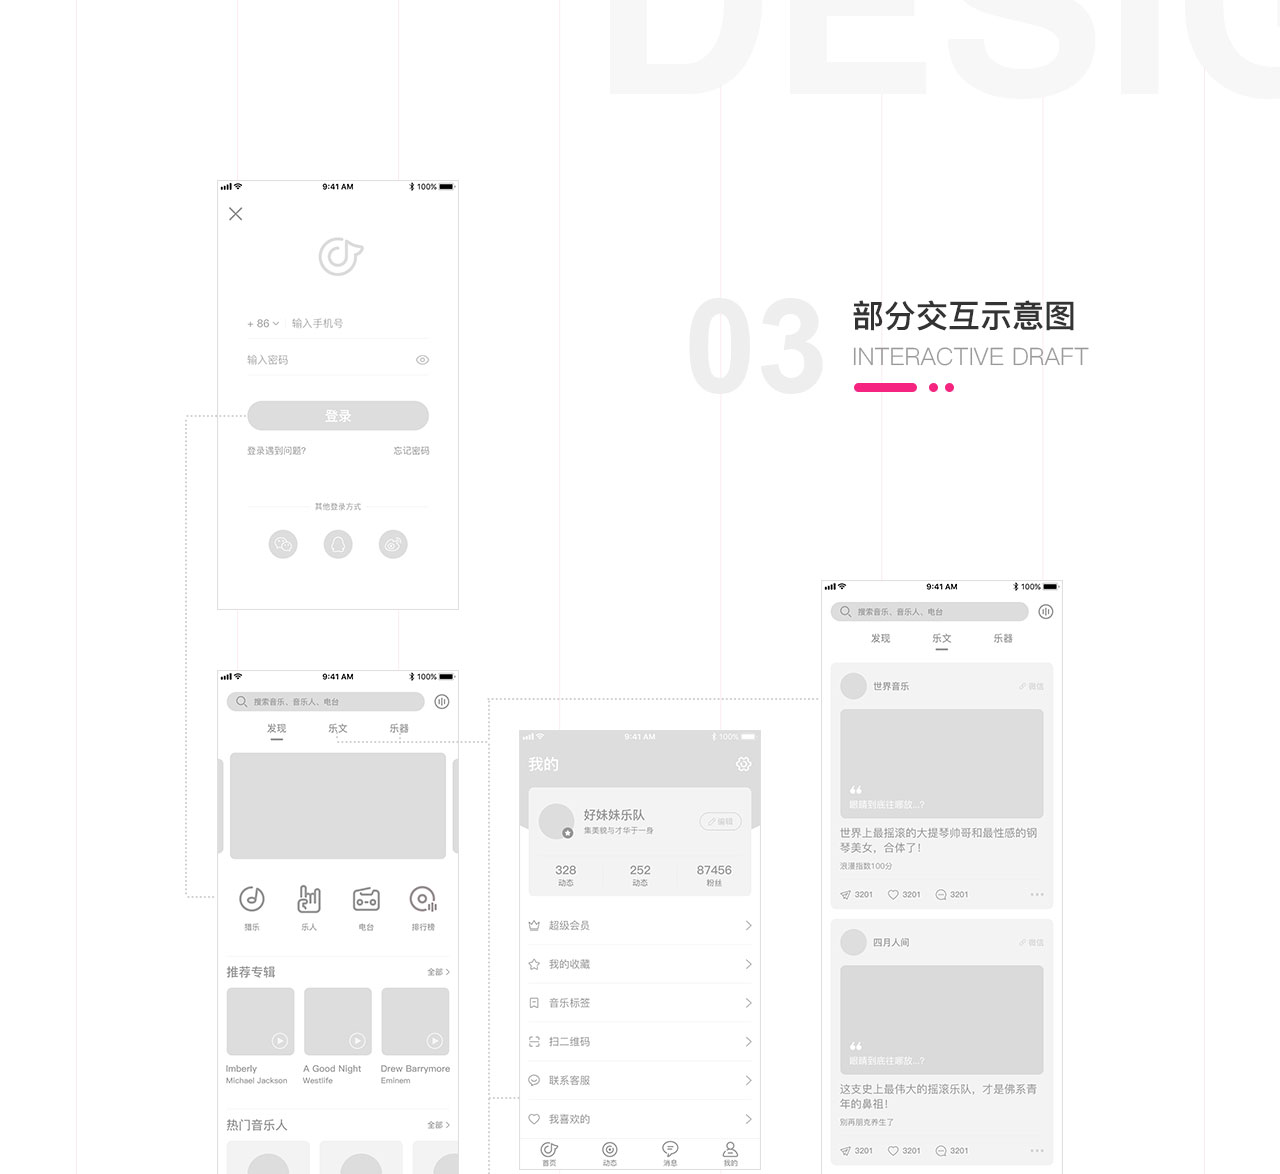 DESIG
03
部分交互示意图
INTERACTIVE DRAFT
9:41 AM
100%
+ 86
输入手机号
输入密码
登录
登录遇到问题?
忘记密码
其他登录方式
9:41 AM
100%
搜索音乐、音乐人、电台
发现
乐文
乐器
猎乐
乐人
电台
排行榜
推荐专辑
全部
Imberly
Michael Jackson
A Good Night
Westlife
Drew Barrymore
Eminem
热门音乐人
全部
9:41 AM
100%
我的
好妹妹乐队
集美貌与才华于一身
编辑
328
动态
252
动态
87456
粉丝
超级会员
我的收藏
音乐标签
扫二维码
联系客服
我喜欢的
首页
动态
消息
我的
9:41 AM
100%
搜索音乐、音乐人、电台
发现
乐文
乐器
世界音乐
微信
眼睛到底往哪放...?
世界上最摇滚的大提琴帅哥和最性感的钢
琴美女，合体了!
浪漫指数100分
3201
3201
3201
四月人间
微信
眼睛到底往哪放...?
这支史上最伟大的摇滚乐队，才是佛系青
年的鼻祖!
别再朋克养生了
3201
3201
3201